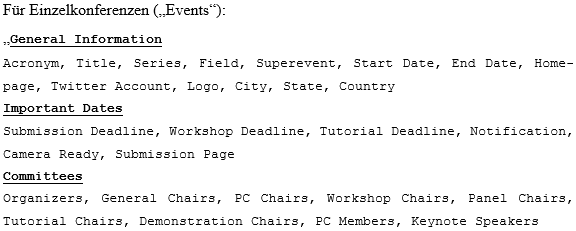 Für Einzelkonferenzen („Events“):
„General Information
Acronym, Title, Series, Field, Superevent, Start Date, End Date, Home-
page, Twitter Account, Logo, City, State, Country
Important Dates
Submission Deadline, Workshop Deadline, Tutorial Deadline, Notification,
Camera Ready, Submission Page
Committees
Organizers, General Chairs, PC Chairs, Workshop Chairs, Panel Chairs,
Tutorial Chairs, Demonstration Chairs, PC Members, Keynote Speakers